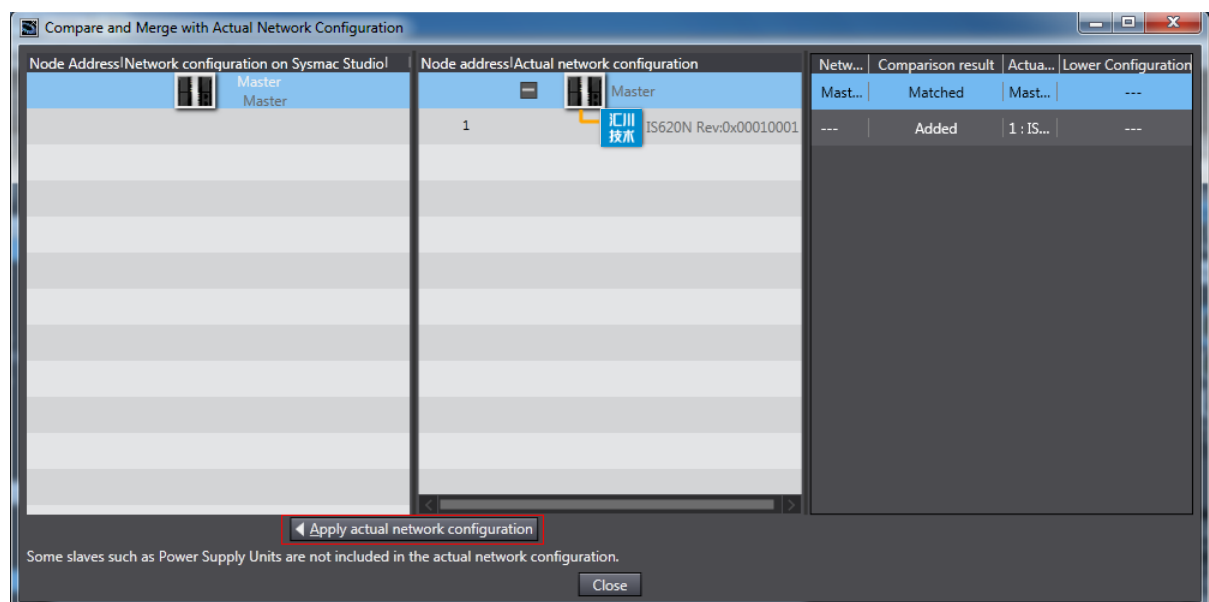 Compare and Merge with Actual Network Configuration
Node Address|Network configuration on Sysmac Studio|
Master
Master
Node address|Actual network configuration
Master
1
汇川
技术
IS620N Rev:0x00010001
Netw... | Comparison result | Actua... | Lower Configuration
Mast... | Matched | Mast... | ---
--- | Added | 1 : IS... | ---
Apply actual network configuration
Some slaves such as Power Supply Units are not included in the actual network configuration.
Close